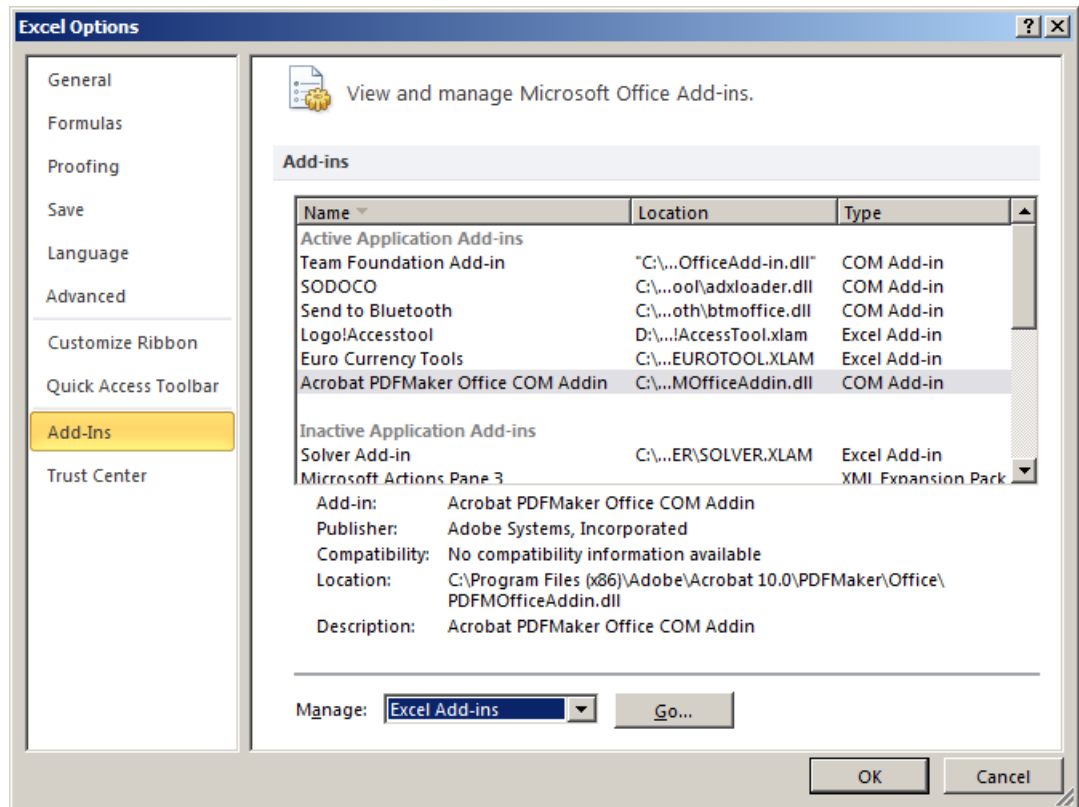 Excel Options
General
Formulas
Proofing
Save
Language
Advanced
Customize Ribbon
Quick Access Toolbar
Add-Ins
Trust Center
View and manage Microsoft Office Add-ins.
Add-ins
Name Location Type
Active Application Add-ins
Team Foundation Add-in "C:\...OfficeAdd-in.dll" COM Add-in
SODOCO C:\...ool\adxloader.dll COM Add-in
Send to Bluetooth C:\...oth\btmoffice.dll COM Add-in
Logo!Accesstool D:\...!AccessTool.xlam Excel Add-in
Euro Currency Tools C:\...EUROTOOL.XLAM Excel Add-in
Acrobat PDFMaker Office COM Addin C:\...MOfficeAddin.dll COM Add-in
Inactive Application Add-ins
Solver Add-in C:\...ER\SOLVER.XLAM Excel Add-in
Microsoft Actions Pane 3 XML Expansion Pack
Add-in: Acrobat PDFMaker Office COM Addin
Publisher: Adobe Systems, Incorporated
Compatibility: No compatibility information available
Location: C:\Program Files (x86)\Adobe\Acrobat 10.0\PDFMaker\Office\
PDFMOfficeAddin.dll
Description: Acrobat PDFMaker Office COM Addin
Manage: Excel Add-ins Go...
OK Cancel